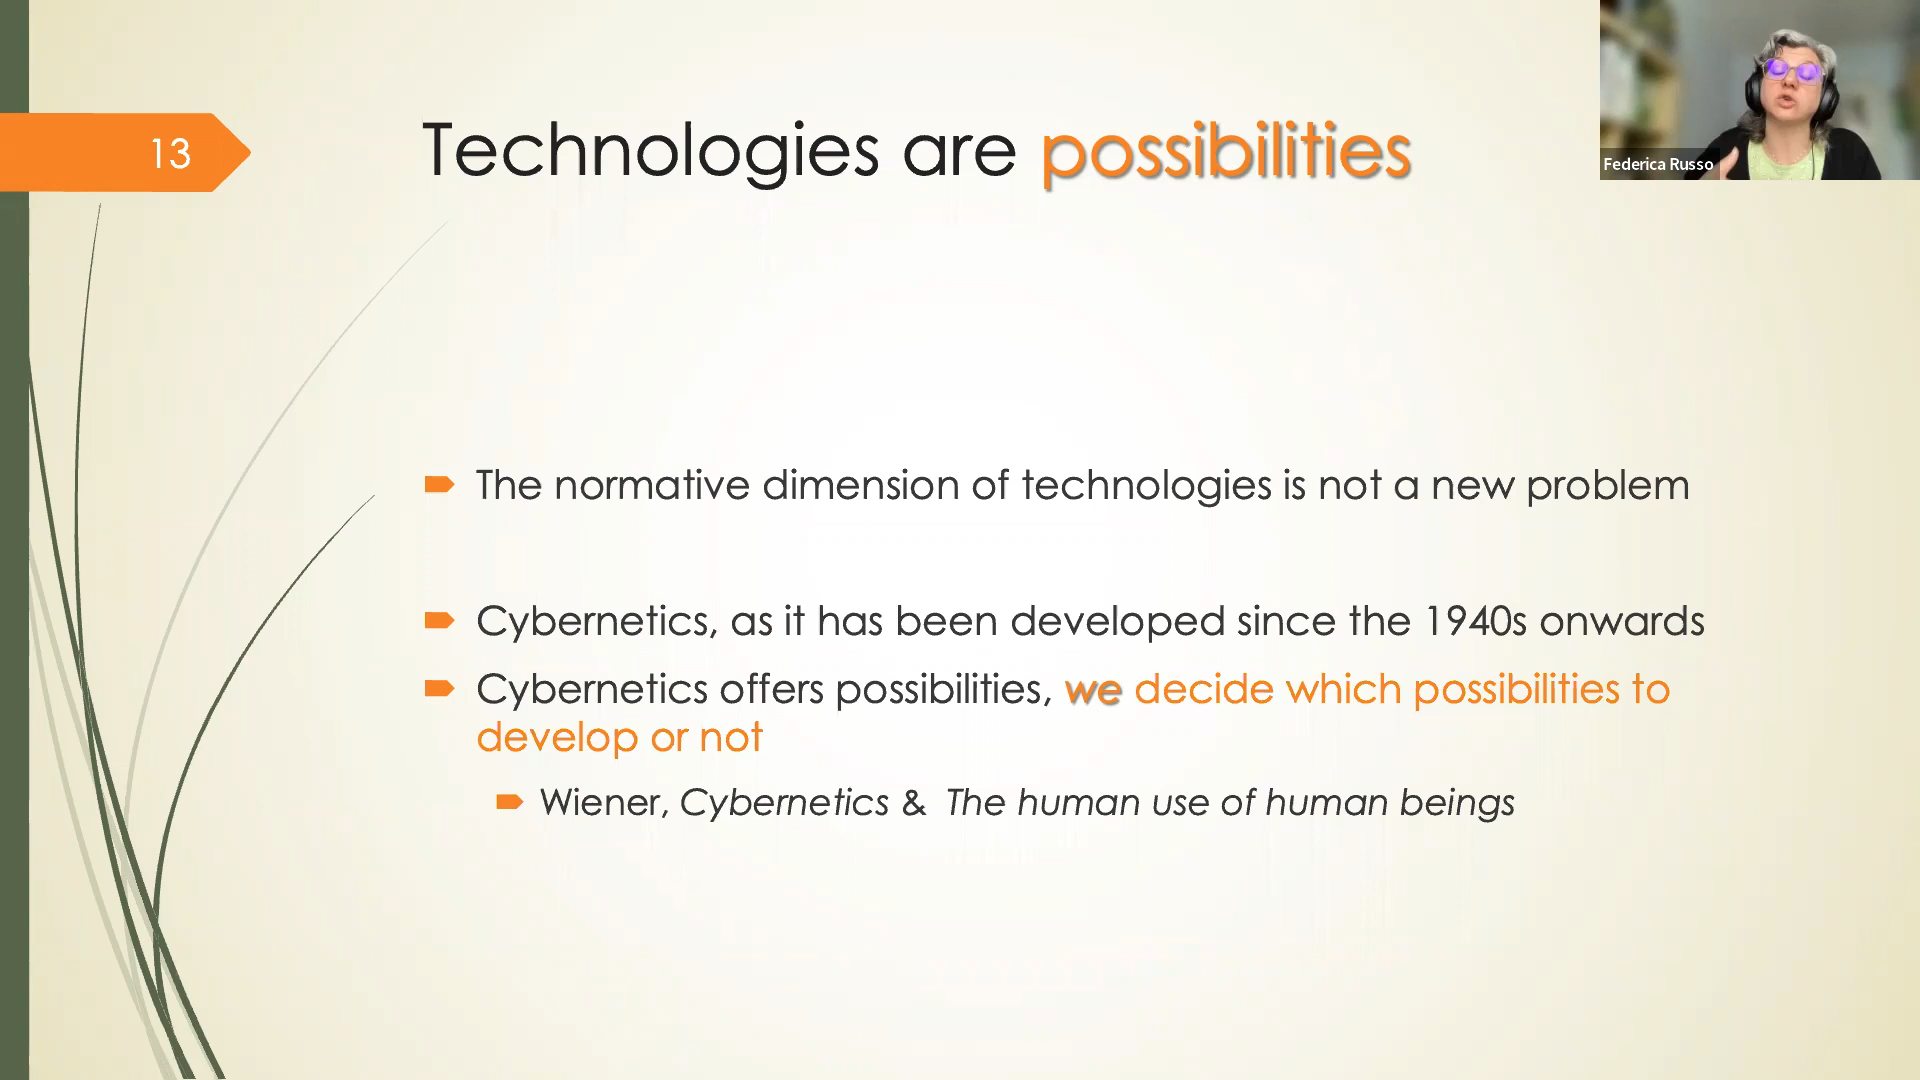 13
Technologies are possibilities
Federica Russo
The normative dimension of technologies is not a new problem
Cybernetics, as it has been developed since the 1940s onwards
Cybernetics offers possibilities, we decide which possibilities to
develop or not
Wiener, Cybernetics & The human use of human beings